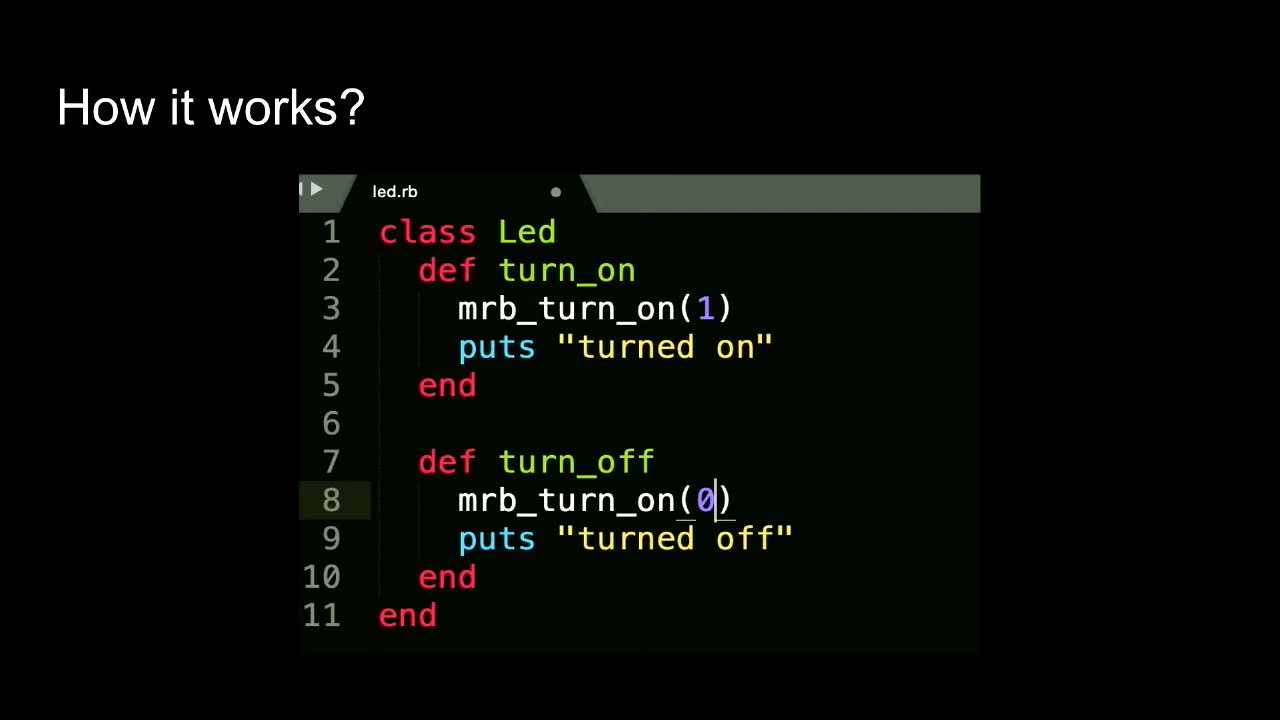 How it works?
led.rb
1 class Led
2   def turn_on
3     mrb_turn_on(1)
4     puts "turned on"
5   end
6
7   def turn_off
8     mrb_turn_on(0)
9     puts "turned off"
10   end
11 end